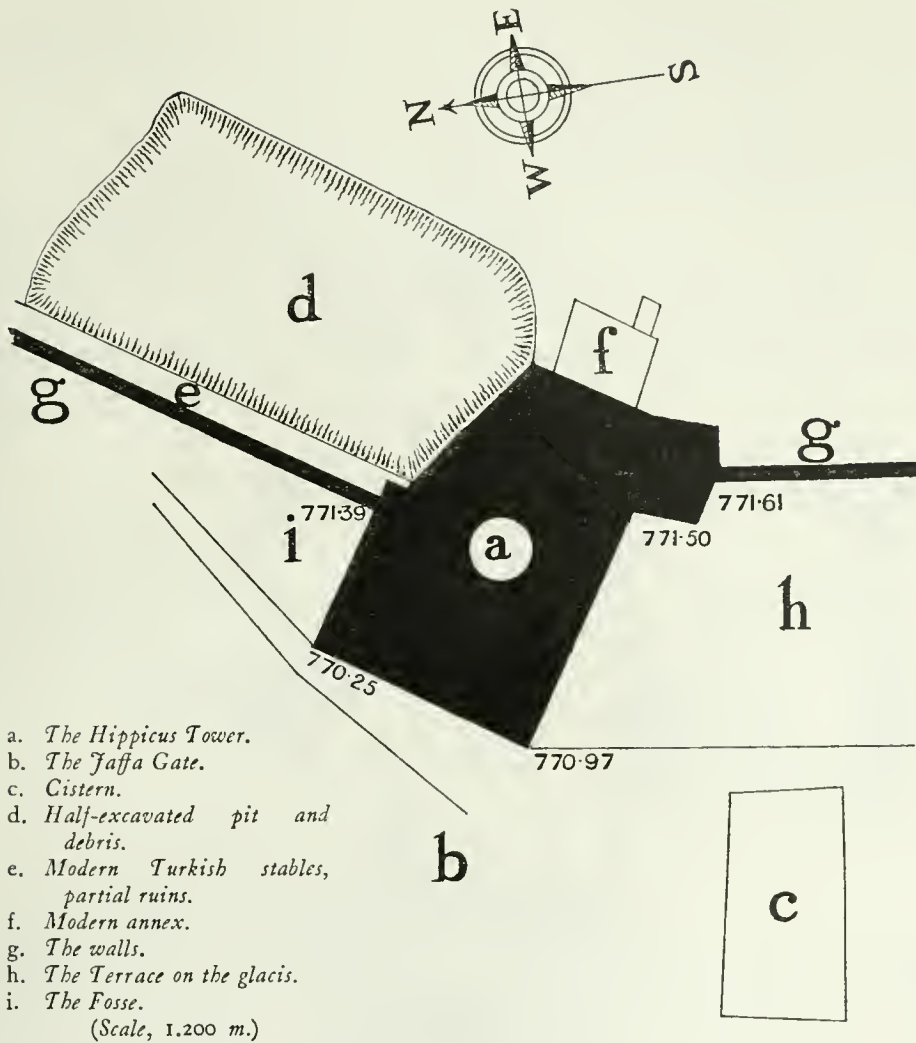 E
S
N
W
d
f
g
e
g
771·39
771·61
i
a
771·50
h
770·25
770·97
b
c
a. The Hippicus Tower.
b. The Jaffa Gate.
c. Cistern.
d. Half-excavated pit and
debris.
e. Modern Turkish stables,
partial ruins.
f. Modern annex.
g. The walls.
h. The Terrace on the glacis.
i. The Fosse.
(Scale, 1.200 m.)